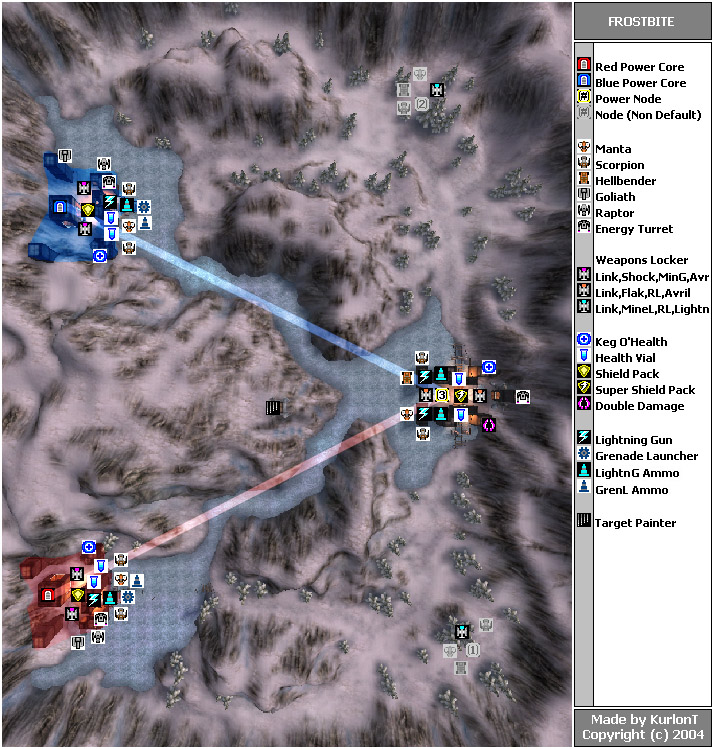 FROSTBITE
Red Power Core
Blue Power Core
# Power Node
# Node (Non Default)
Manta
Scorpion
Hellbender
Goliath
Raptor
Energy Turret
Weapons Locker
Link,Shock,MinG,Avr
Link,Flak,RL,Avril
Link,MineL,RL,Lightn
Keg O'Health
Health Vial
Shield Pack
Super Shield Pack
Double Damage
Lightning Gun
Grenade Launcher
LightnG Ammo
GrenL Ammo
Target Painter
2
3
1
Made by KurlonT
Copyright (c) 2004